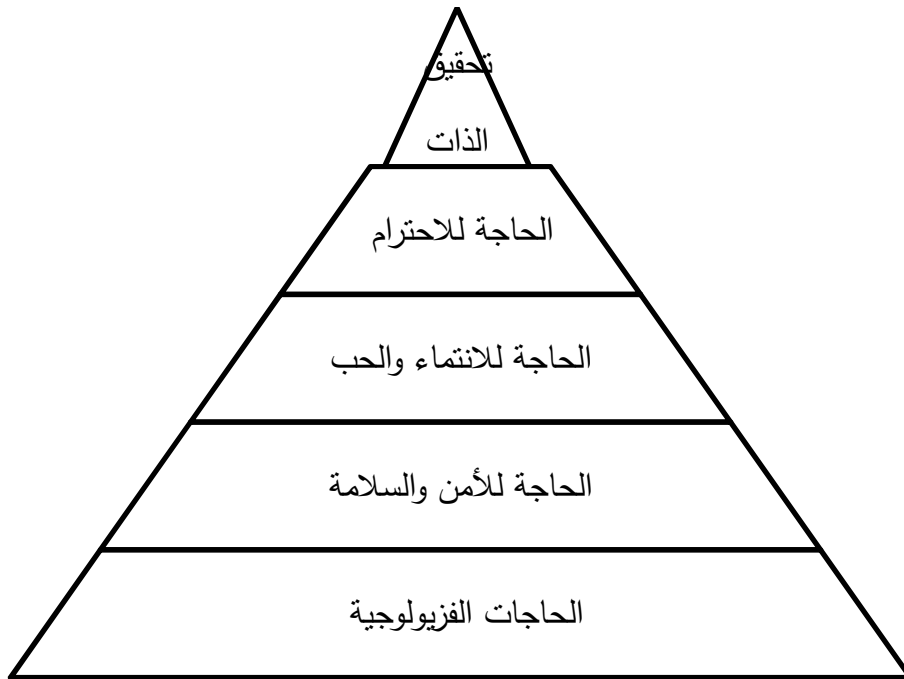 تحقيق
الذات
الحاجة للاحترام
الحاجة للانتماء والحب
الحاجة للأمن والسلامة
الحاجات الفزيولوجية